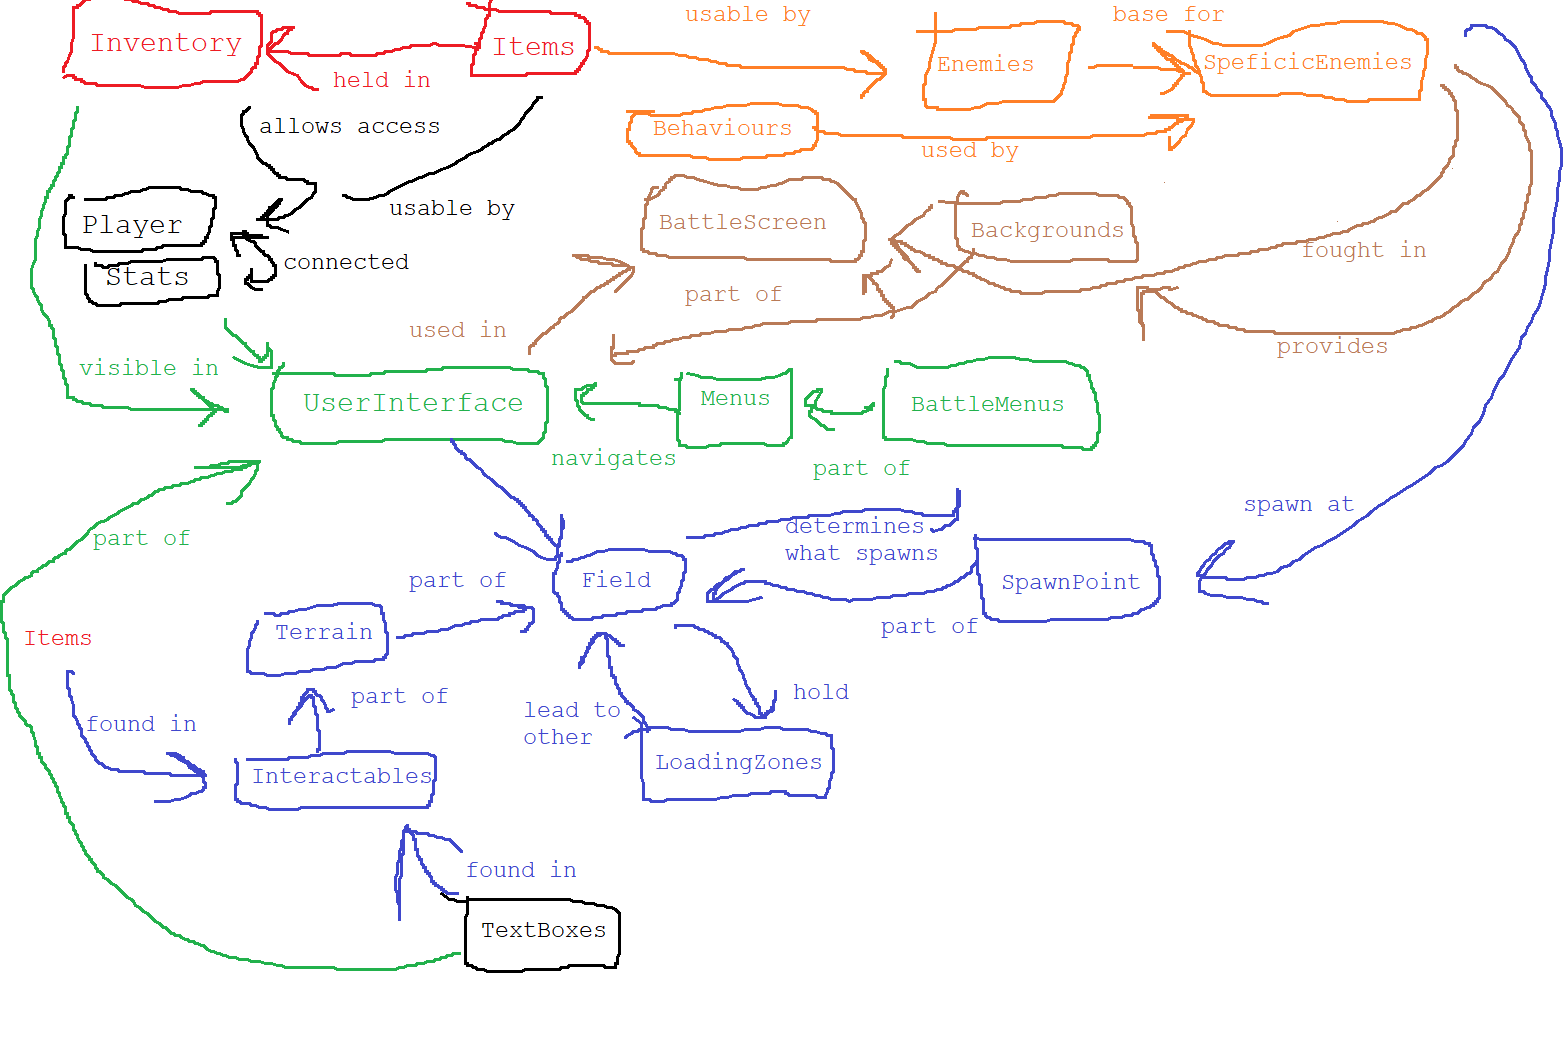 usable by
base for
Inventory
Items
held in
Enemies
SpeficicEnemies
allows access
Behaviours
used by
usable by
Player
BattleScreen
Backgrounds
connected
Stats
fought in
part of
used in
provides
visible in
UserInterface
Menus
BattleMenus
navigates
part of
spawn at
part of
determines
what spawns
part of
Field
SpawnPoint
part of
Items
Terrain
part of
hold
found in
lead to
other
Interactables
LoadingZones
found in
TextBoxes